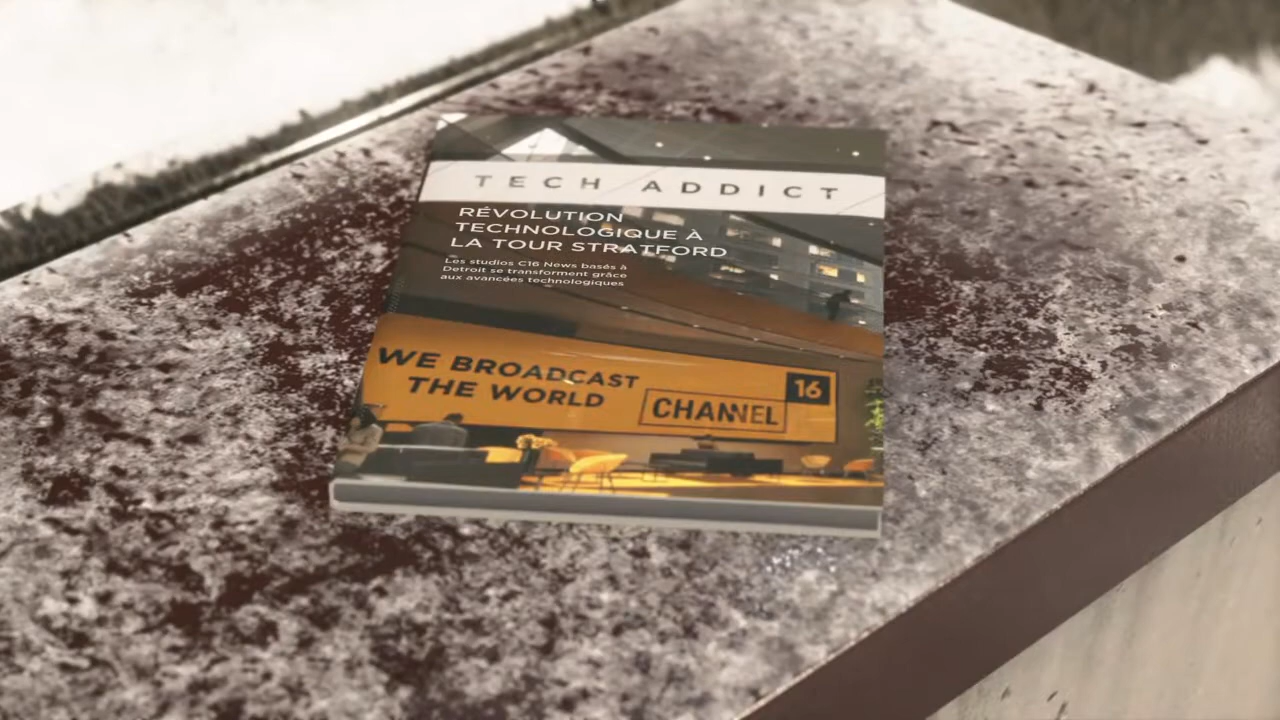 TECH ADDICT
RÉVOLUTION
TECHNOLOGIQUE À
LA TOUR STRATFORD
Les studios C16 News basés à
Detroit se transforment grâce
aux avancées technologiques
WE BROADCAST
THE WORLD
CHANNEL
16